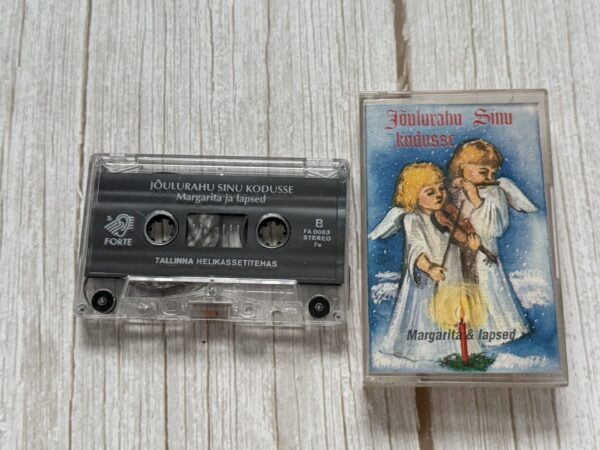 JÕULURAHU SINU KODUSSE
Margarita ja lapsed
B
FA 0063
STEREO
Fe
FORTE
TALLINNA HELIKASSETITEHAS
Jõulurahu Sinu
kodusse
Margarita & lapsed